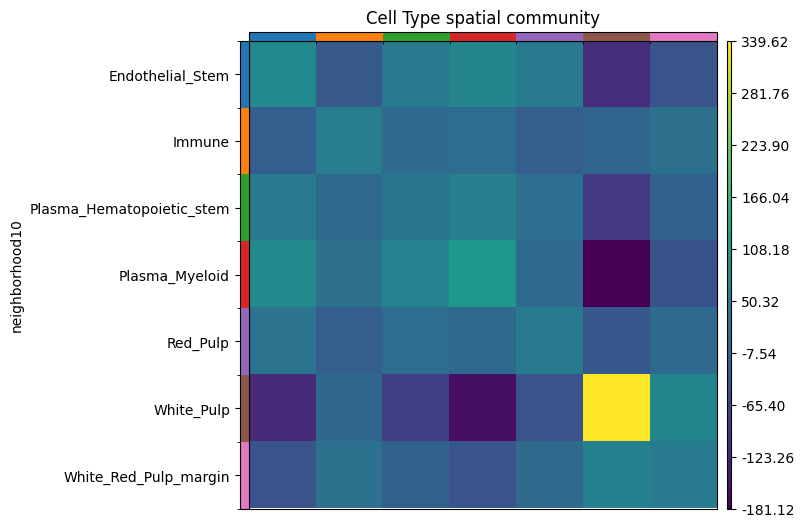 Cell Type spatial community
neighborhood10
Endothelial_Stem
Immune
Plasma_Hematopoietic_stem
Plasma_Myeloid
Red_Pulp
White_Pulp
White_Red_Pulp_margin
339.62
281.76
223.90
166.04
108.18
50.32
-7.54
-65.40
-123.26
-181.12